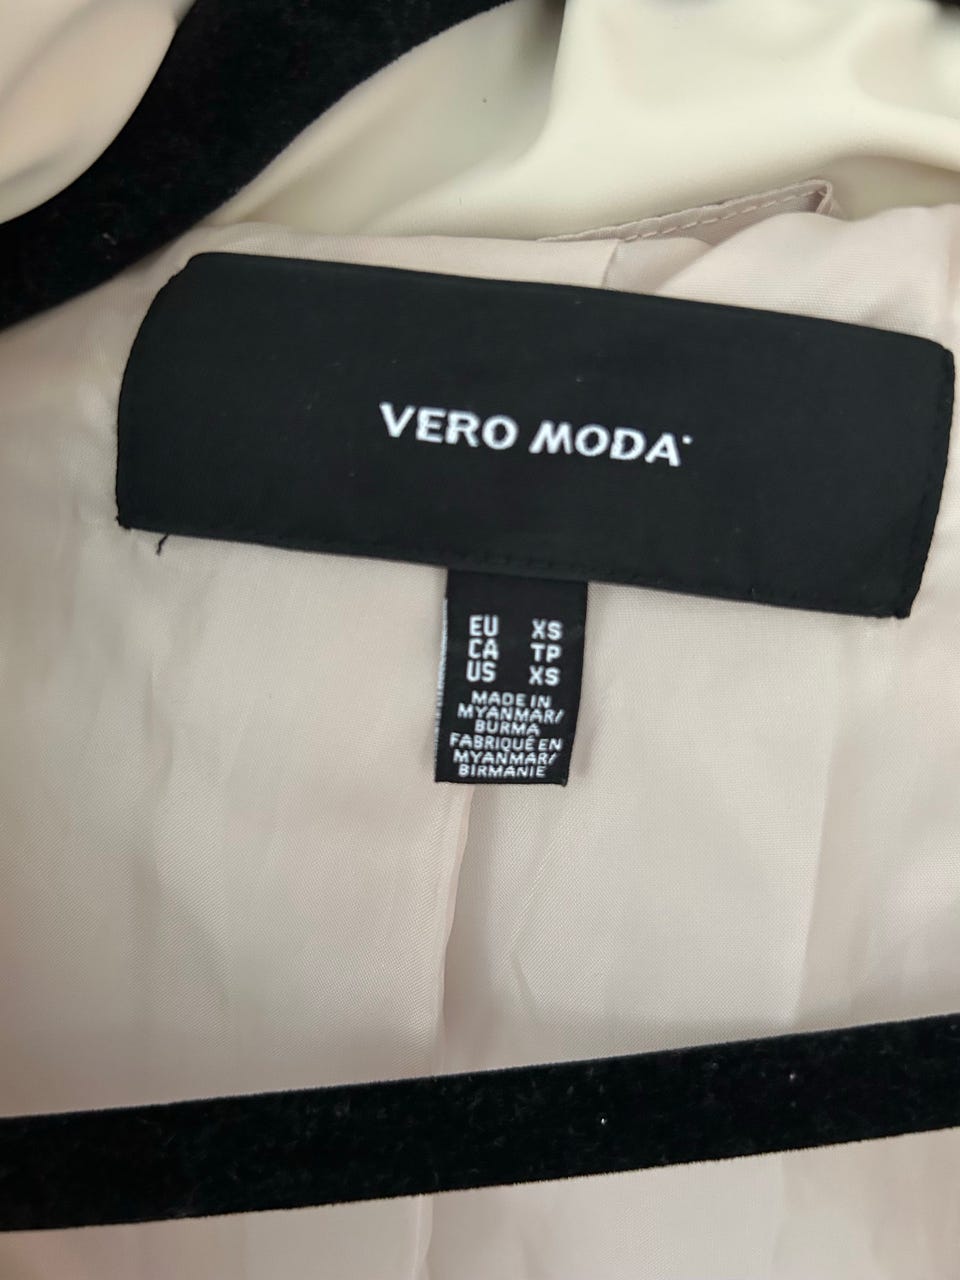 VERO MODA
EU XS
CA TP
US XS
MADE IN
MYANMAR/
BURMA
FABRIQUÉ EN
MYANMAR/
BIRMANIE